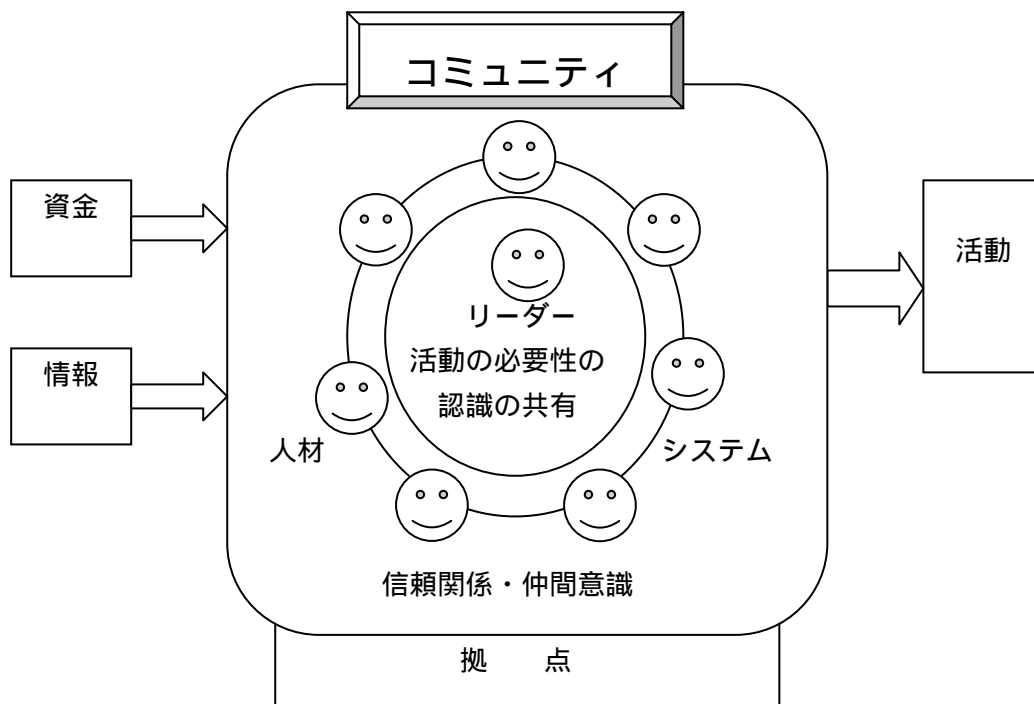 コミュニティ
資金
活動
リーダー
活動の必要性の
認識の共有
情報
人材
システム
信頼関係・仲間意識
拠　　点